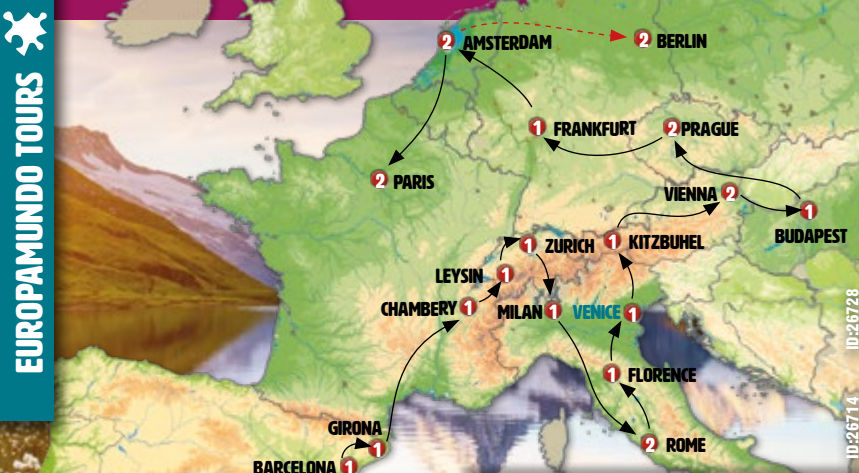 EUROPAMUNDO TOURS
2 AMSTERDAM
2 BERLIN
1 FRANKFURT
2 PRAGUE
2 PARIS
VIENNA 2
1
BUDAPEST
1 ZURICH
1 KITZBUHEL
LEYSIN 1
CHAMBERY 1
MILAN 1
VENICE 1
1 FLORENCE
GIRONA
1
2 ROME
BARCELONA 1
ID:26728
ID:26714